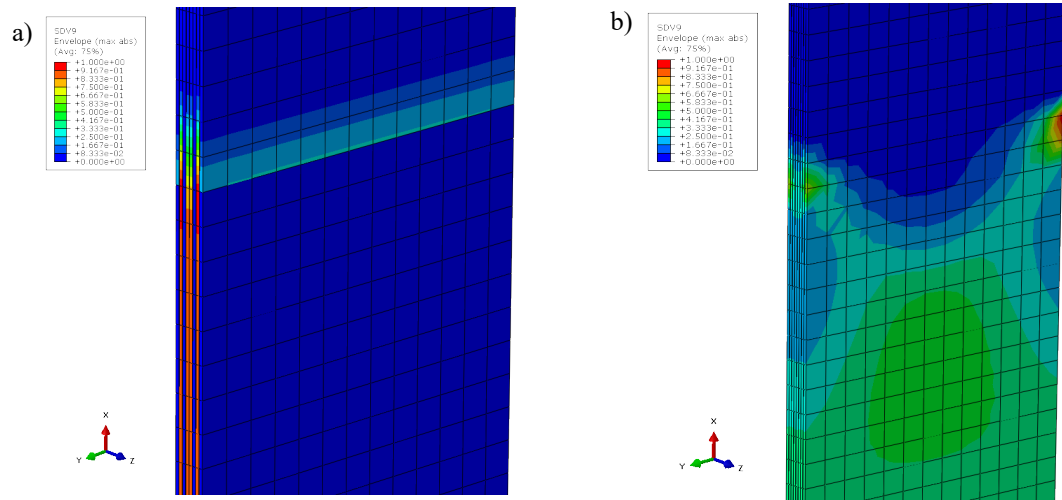 a)
SDV9
Envelope (max abs)
(Avg: 75%)
+1.000e+00
+9.167e-01
+8.333e-01
+7.500e-01
+6.667e-01
+5.833e-01
+5.000e-01
+4.167e-01
+3.333e-01
+2.500e-01
+1.667e-01
+8.333e-02
+0.000e+00
X
Y
Z
b)
SDV9
Envelope (max abs)
(Avg: 75%)
+1.000e+00
+9.167e-01
+8.333e-01
+7.500e-01
+6.667e-01
+5.833e-01
+5.000e-01
+4.167e-01
+3.333e-01
+2.500e-01
+1.667e-01
+8.333e-02
+0.000e+00
X
Y
Z